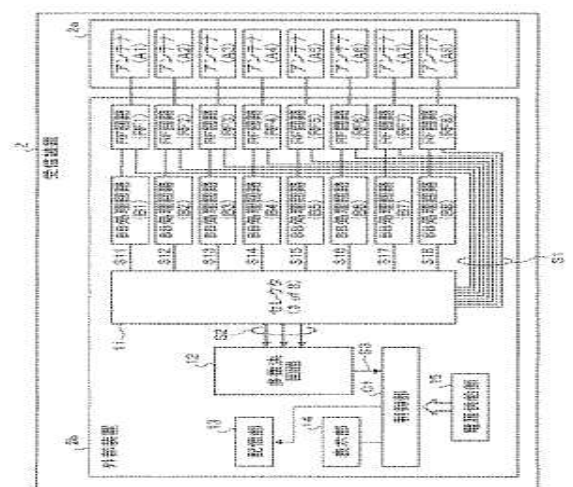 2
受信装置
2a
アンテナ
(A1)
アンテナ
(A2)
アンテナ
(A3)
アンテナ
(A4)
アンテナ
(A5)
アンテナ
(A6)
アンテナ
(A7)
アンテナ
(A8)
RF回路
(RF1)
RF回路
(RF2)
RF回路
(RF3)
RF回路
(RF4)
RF回路
(RF5)
RF回路
(RF6)
RF回路
(RF7)
RF回路
(RF8)
BB処理回路
(B1)
BB処理回路
(B2)
BB処理回路
(B3)
BB処理回路
(B4)
BB処理回路
(B5)
BB処理回路
(B6)
BB処理回路
(B7)
BB処理回路
(B8)
S11
S12
S13
S14
S15
S16
S17
S18
S1
11
セレクタ
S2
12
多数決
回路
S3
C1
制御部
13
記憶部
14
表示部
15
外部装置